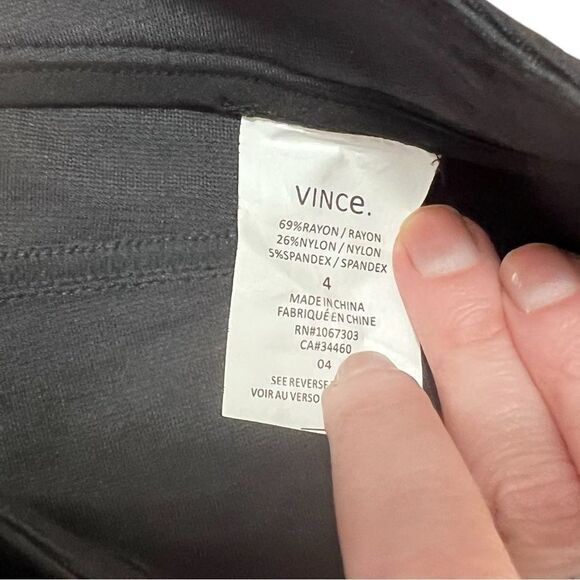 VINCe.
69%RAYON / RAYON
26%NYLON / NYLON
5%SPANDEX / SPANDEX
4
MADE IN CHINA
FABRIQUÉ EN CHINE
RN#1067303
CA#34460
04
SEE REVERSE
VOIR AU VERSO